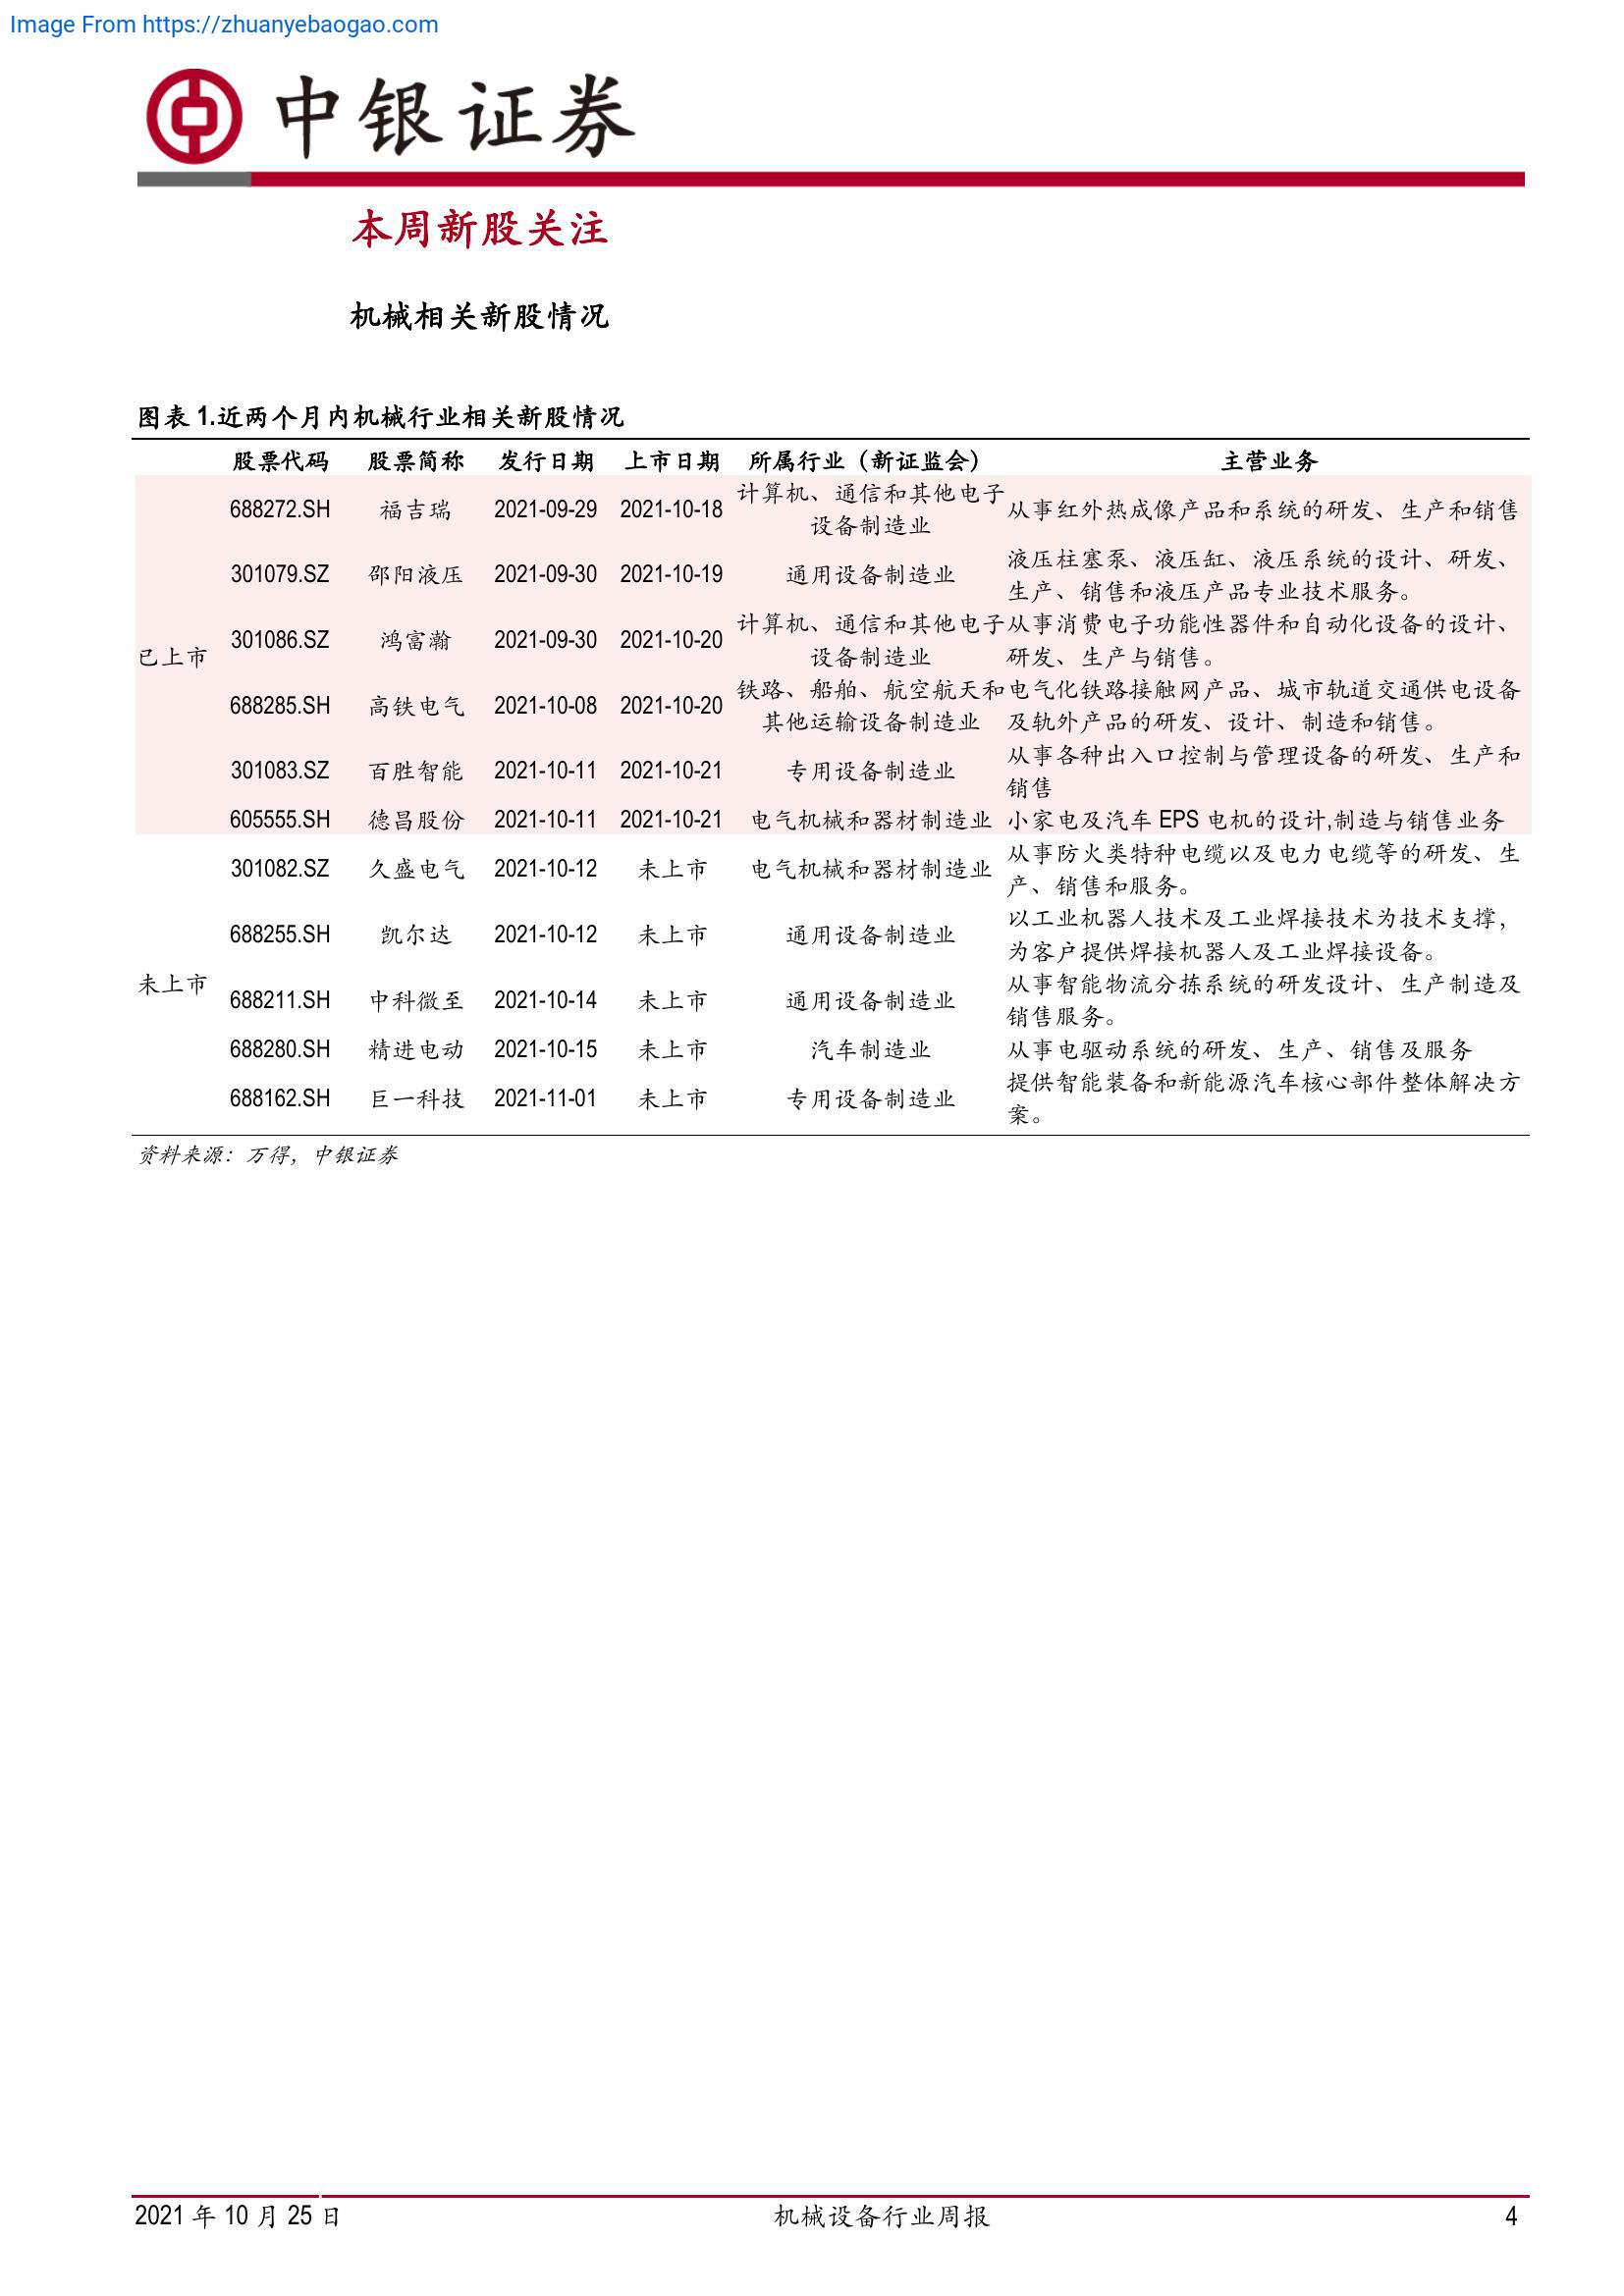 Image From https://zhuanyebaogao.com
中银证券
本周新股关注
机械相关新股情况
图表 1.近两个月内机械行业相关新股情况
股票代码 股票简称 发行日期 上市日期 所属行业（新证监会） 主营业务
已上市
688272.SH 福吉瑞 2021-09-29 2021-10-18 计算机、通信和其他电子 从事红外热成像产品和系统的研发、生产和销售
设备制造业
301079.SZ 邵阳液压 2021-09-30 2021-10-19 通用设备制造业 液压柱塞泵、液压缸、液压系统的设计、研发、
生产、销售和液压产品专业技术服务。
301086.SZ 鸿富瀚 2021-09-30 2021-10-20 计算机、通信和其他电子 从事消费电子功能性器件和自动化设备的设计、
设备制造业 研发、生产与销售。
688285.SH 高铁电气 2021-10-08 2021-10-20 铁路、船舶、航空航天和 电气化铁路接触网产品、城市轨道交通供电设备
其他运输设备制造业 及轨外产品的研发、设计、制造和销售。
301083.SZ 百胜智能 2021-10-11 2021-10-21 专用设备制造业 从事各种出入口控制与管理设备的研发、生产和
销售
605555.SH 德昌股份 2021-10-11 2021-10-21 电气机械和器材制造业 小家电及汽车 EPS 电机的设计,制造与销售业务
未上市
301082.SZ 久盛电气 2021-10-12 未上市 电气机械和器材制造业 从事防火类特种电缆以及电力电缆等的研发、生
产、销售和服务。
688255.SH 凯尔达 2021-10-12 未上市 通用设备制造业 以工业机器人技术及工业焊接技术为技术支撑，
为客户提供焊接机器人及工业焊接设备。
688211.SH 中科微至 2021-10-14 未上市 通用设备制造业 从事智能物流分拣系统的研发设计、生产制造及
销售服务。
688280.SH 精进电动 2021-10-15 未上市 汽车制造业 从事电驱动系统的研发、生产、销售及服务
688162.SH 巨一科技 2021-11-01 未上市 专用设备制造业 提供智能装备和新能源汽车核心部件整体解决方
案。
资料来源：万得，中银证券
2021 年 10 月 25 日 机械设备行业周报 4